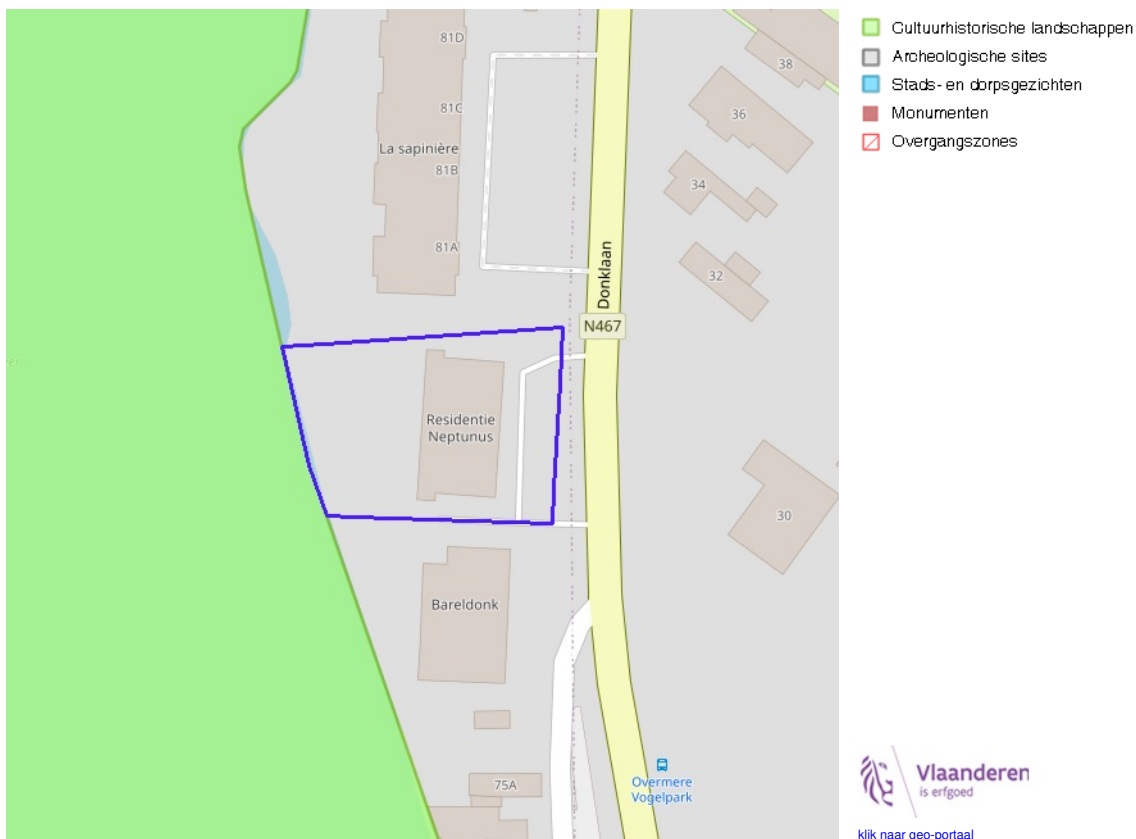 81D
38
81C
36
La sapinière
81B
34
81A
Donklaan
32
N467
Residentie
Neptunus
30
Bareldonk
Overmere
Vogelpark
75A
Cultuurhistorische landschappen
Archeologische sites
Stads- en dorpsgezichten
Monumenten
Overgangszones
Vlaanderen
is erfgoed
klik naar geo-portaal